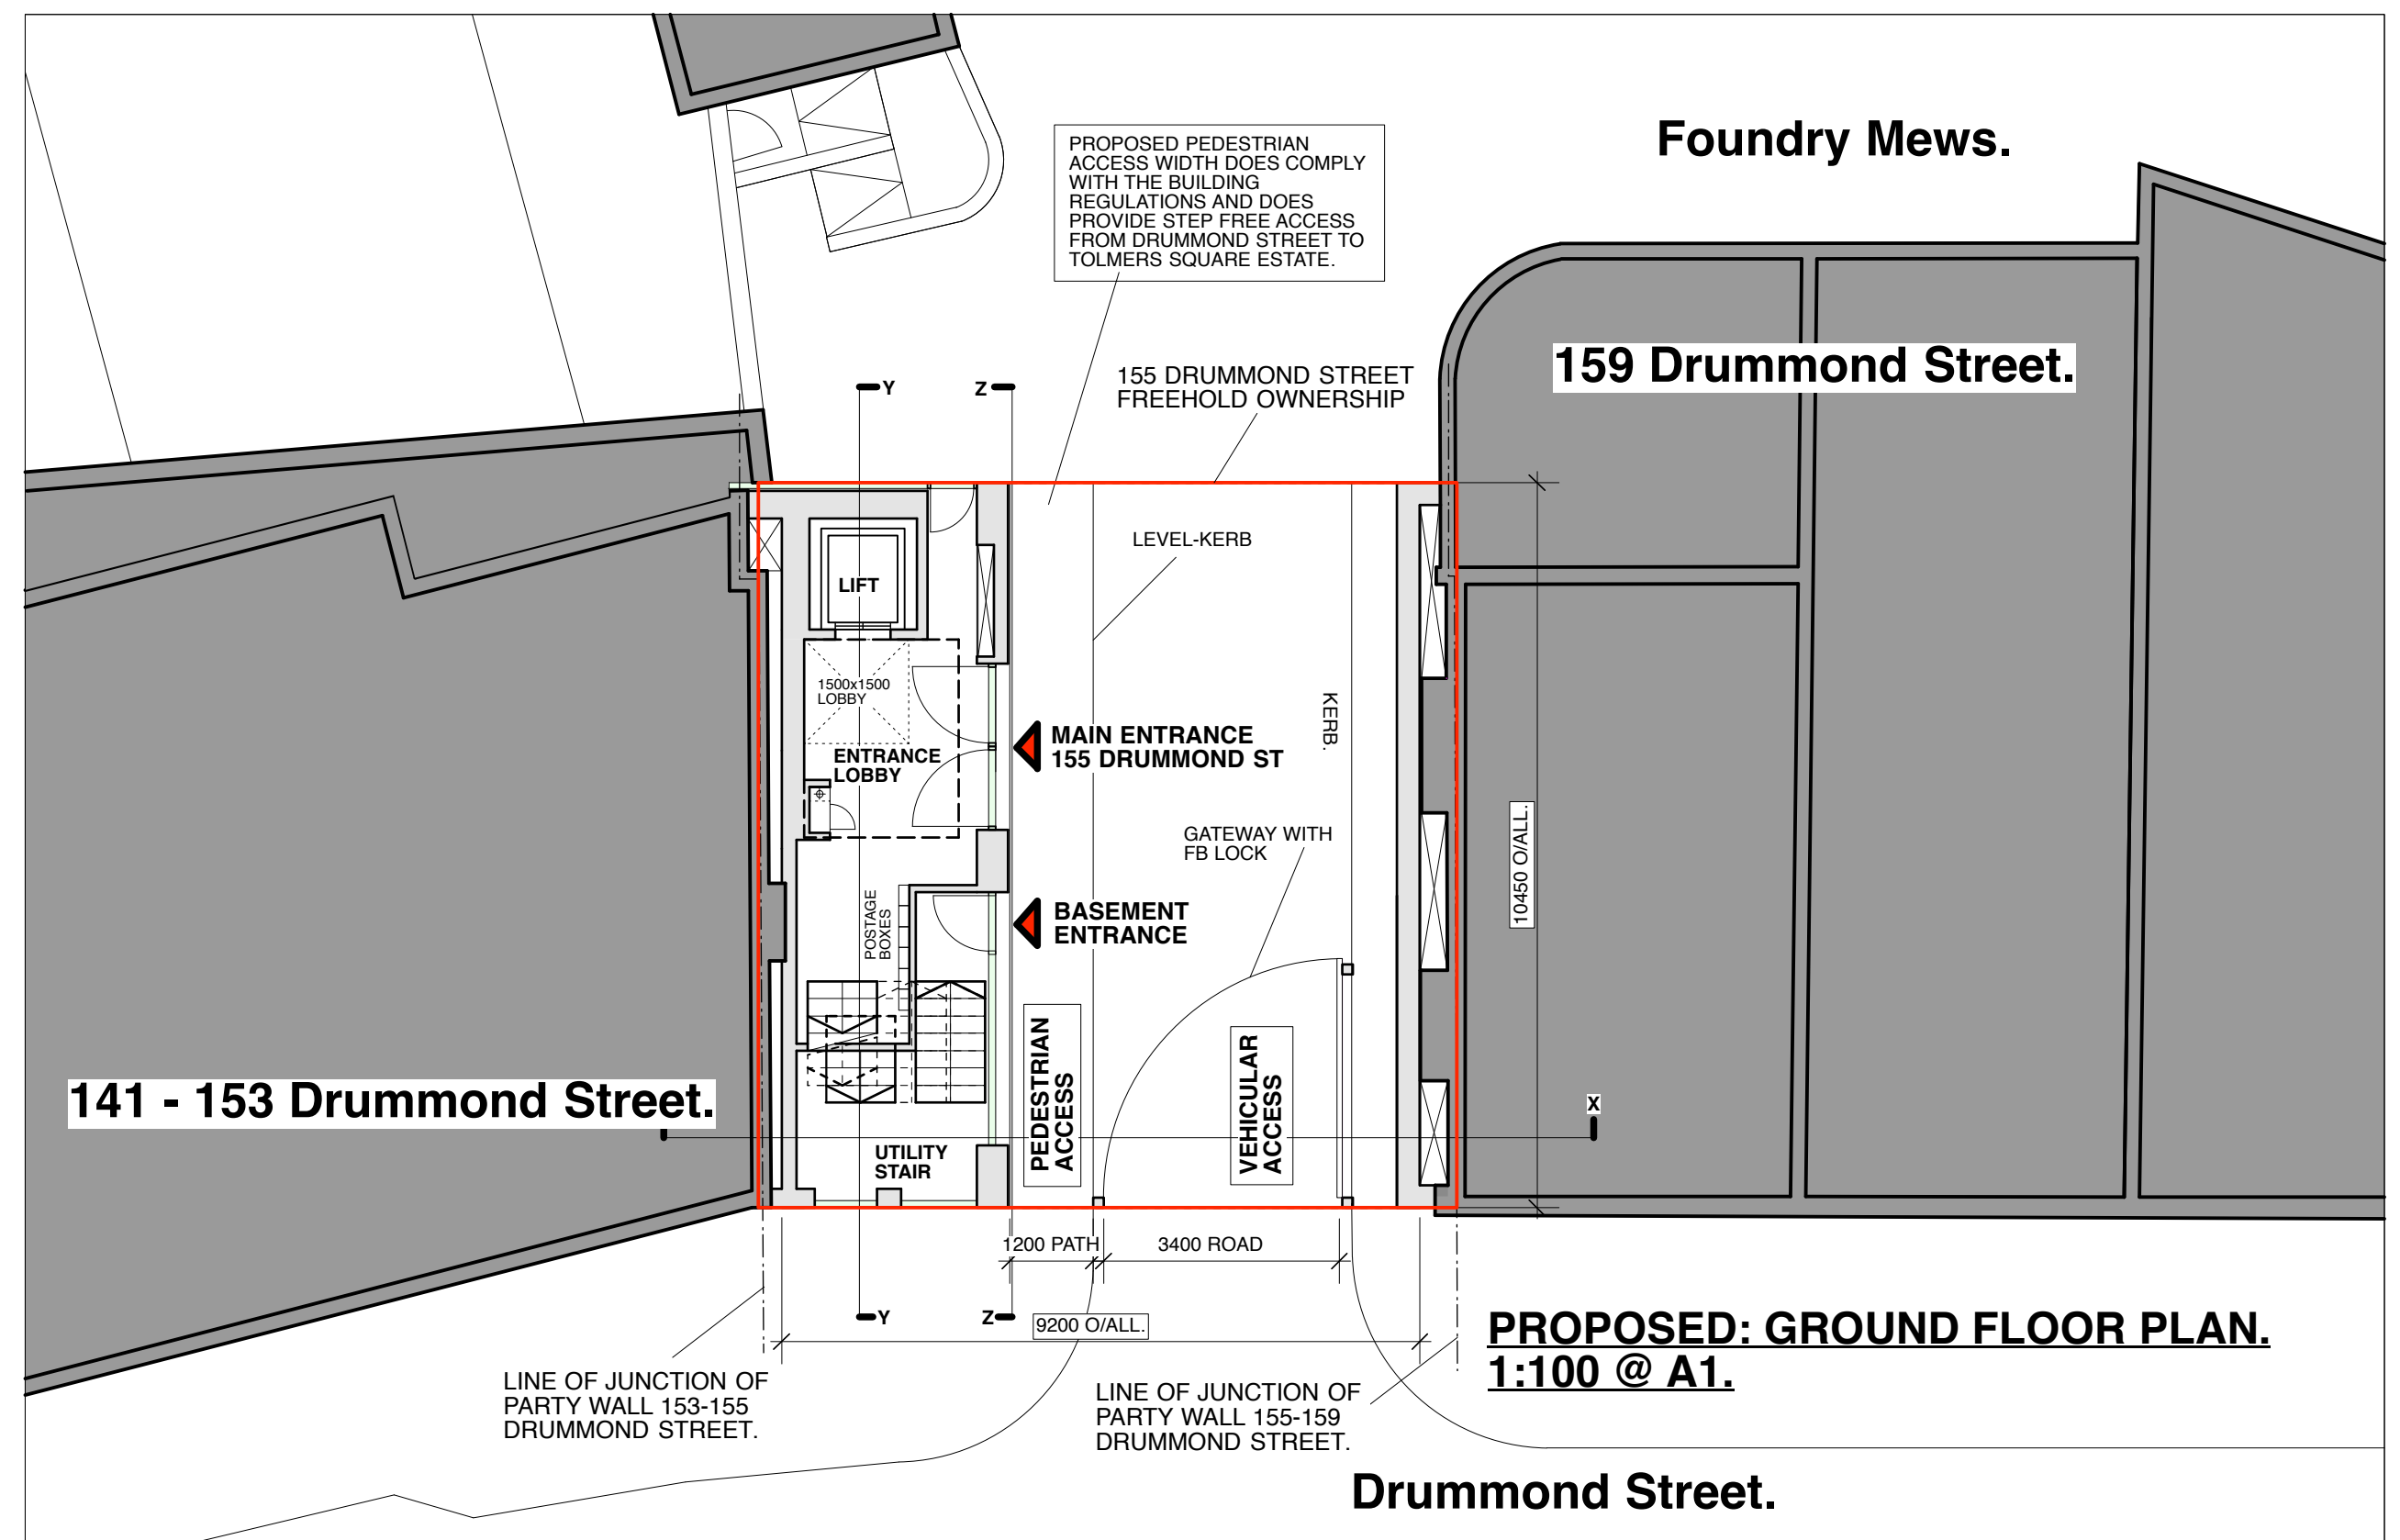 Foundry Mews.
PROPOSED PEDESTRIAN
ACCESS WIDTH DOES COMPLY
WITH THE BUILDING
REGULATIONS AND DOES
PROVIDE STEP FREE ACCESS
FROM DRUMMOND STREET TO
TOLMERS SQUARE ESTATE.
159 Drummond Street.
155 DRUMMOND STREET
FREEHOLD OWNERSHIP
Y
Z
LEVEL-KERB
LIFT
1500x1500
LOBBY
KERB.
ENTRANCE
LOBBY
MAIN ENTRANCE
155 DRUMMOND ST
GATEWAY WITH
FB LOCK
10450 O/ALL.
POSTAGE
BOXES
BASEMENT
ENTRANCE
PEDESTRIAN
ACCESS
VEHICULAR
ACCESS
141 - 153 Drummond Street.
X
UTILITY
STAIR
1200 PATH
3400 ROAD
Y
Z
9200 O/ALL.
PROPOSED: GROUND FLOOR PLAN.
1:100 @ A1.
LINE OF JUNCTION OF
PARTY WALL 153-155
DRUMMOND STREET.
LINE OF JUNCTION OF
PARTY WALL 155-159
DRUMMOND STREET.
Drummond Street.